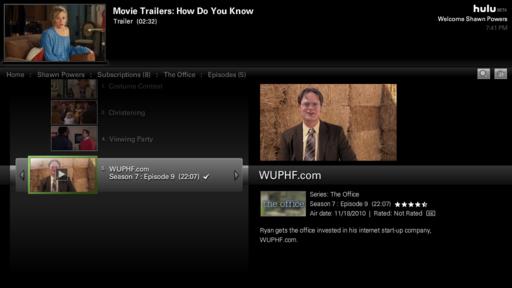 Movie Trailers: How Do You Know
Trailer (02:32)
hulu BETA
Welcome Shawn Powers
7:41 PM
Home : Shawn Powers : Subscriptions (8) : The Office : Episodes (5)
1. Costume Contest
3. Christening
4. Viewing Party
5. WUPHF.com
Season 7 : Episode 9 (22:07)
WUPHF.com
the office
Series: The Office
Season 7 : Episode 9 (22:07)
Air date: 11/18/2010 | Rated: Not Rated CC
Ryan gets the office invested in his internet start-up company,
WUPHF.com.